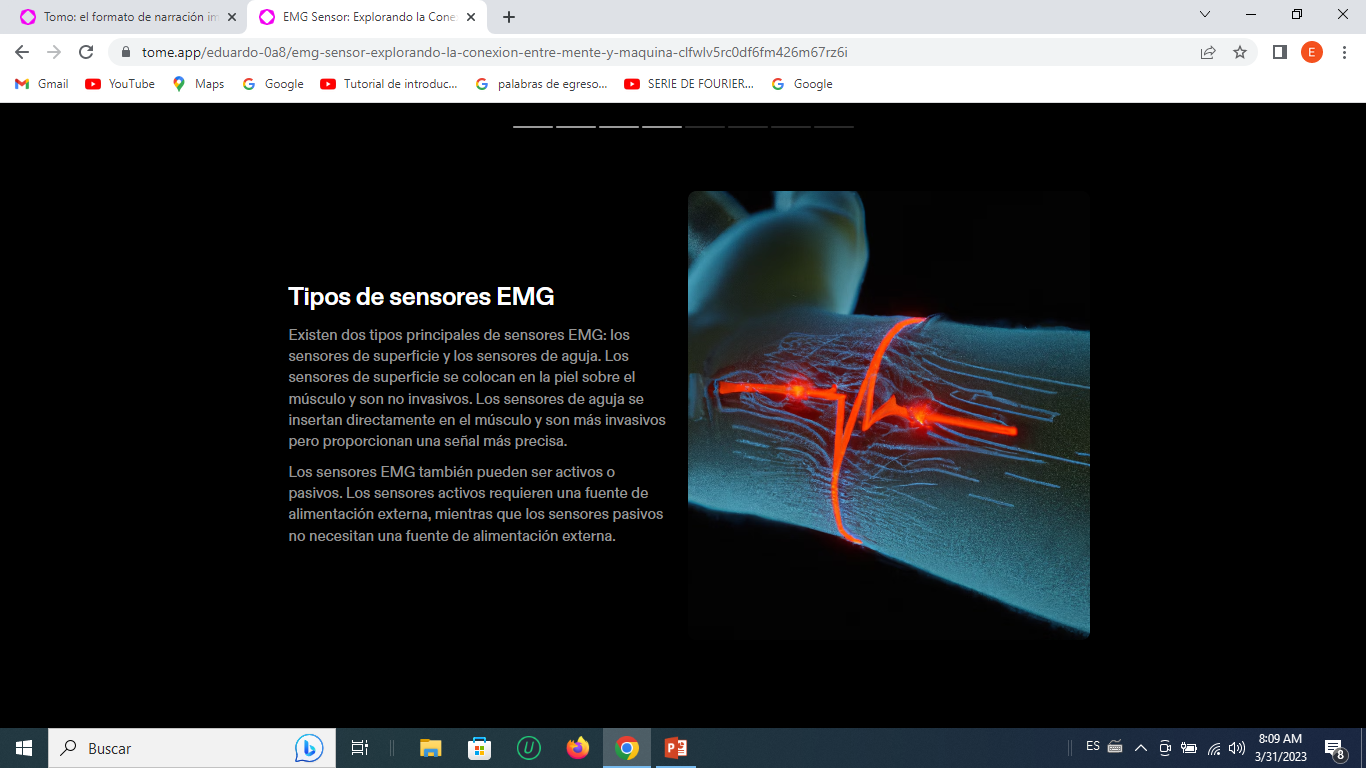 Tomo: el formato de narración im
EMG Sensor: Explorando la Cone
tome.app/eduardo-0a8/emg-sensor-explorando-la-conexion-entre-mente-y-maquina-clfwlv5rc0df6fm426m67rz6i
E
Gmail
YouTube
Maps
Google
Tutorial de introduc...
palabras de egreso...
SERIE DE FOURIER...
Google
Tipos de sensores EMG
Existen dos tipos principales de sensores EMG: los
sensores de superficie y los sensores de aguja. Los
sensores de superficie se colocan en la piel sobre el
músculo y son no invasivos. Los sensores de aguja se
insertan directamente en el músculo y son más invasivos
pero proporcionan una señal más precisa.
Los sensores EMG también pueden ser activos o
pasivos. Los sensores activos requieren una fuente de
alimentación externa, mientras que los sensores pasivos
no necesitan una fuente de alimentación externa.
Buscar
ES
8:09 AM
3/31/2023
8